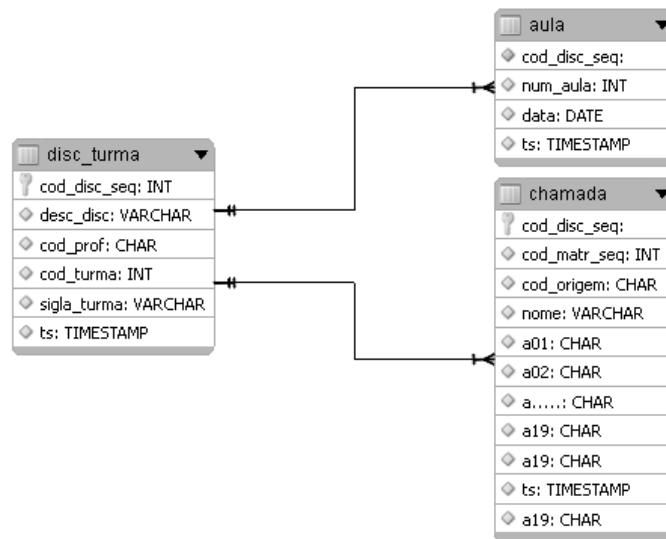 disc_turma
cod_disc_seq: INT
desc_disc: VARCHAR
cod_prof: CHAR
cod_turma: INT
sigla_turma: VARCHAR
ts: TIMESTAMP
aula
cod_disc_seq:
num_aula: INT
data: DATE
ts: TIMESTAMP
chamada
cod_disc_seq:
cod_matr_seq: INT
cod_origem: CHAR
nome: VARCHAR
a01: CHAR
a02: CHAR
a.....: CHAR
a19: CHAR
a19: CHAR
ts: TIMESTAMP
a19: CHAR